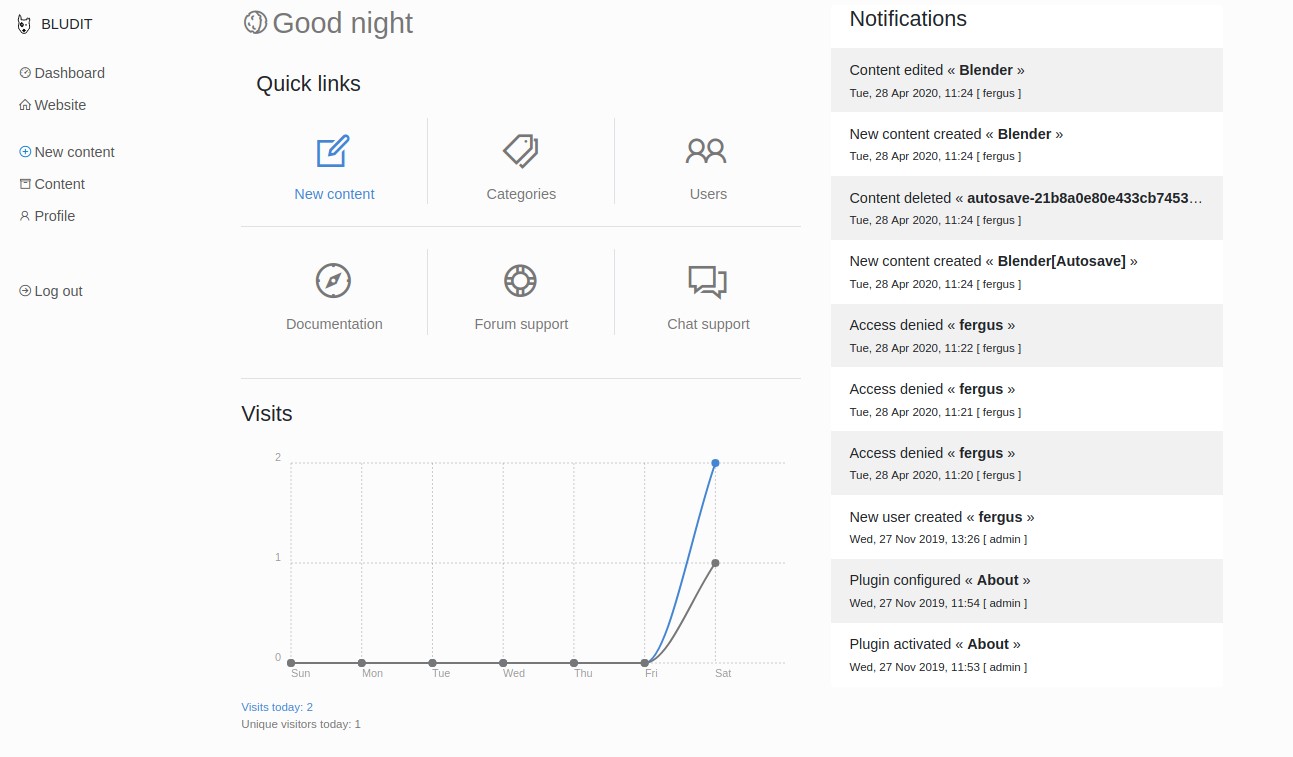 BLUDIT
Dashboard
Website
New content
Content
Profile
Log out
Good night
Quick links
New content
Categories
Users
Documentation
Forum support
Chat support
Visits
2
1
0
Sun Mon Tue Wed Thu Fri Sat
Visits today: 2
Unique visitors today: 1
Notifications
Content edited « Blender »
Tue, 28 Apr 2020, 11:24 [ fergus ]
New content created « Blender »
Tue, 28 Apr 2020, 11:24 [ fergus ]
Content deleted « autosave-21b8a0e80e433cb7453…
Tue, 28 Apr 2020, 11:24 [ fergus ]
New content created « Blender[Autosave] »
Tue, 28 Apr 2020, 11:24 [ fergus ]
Access denied « fergus »
Tue, 28 Apr 2020, 11:22 [ fergus ]
Access denied « fergus »
Tue, 28 Apr 2020, 11:21 [ fergus ]
Access denied « fergus »
Tue, 28 Apr 2020, 11:20 [ fergus ]
New user created « fergus »
Wed, 27 Nov 2019, 13:26 [ admin ]
Plugin configured « About »
Wed, 27 Nov 2019, 11:54 [ admin ]
Plugin activated « About »
Wed, 27 Nov 2019, 11:53 [ admin ]